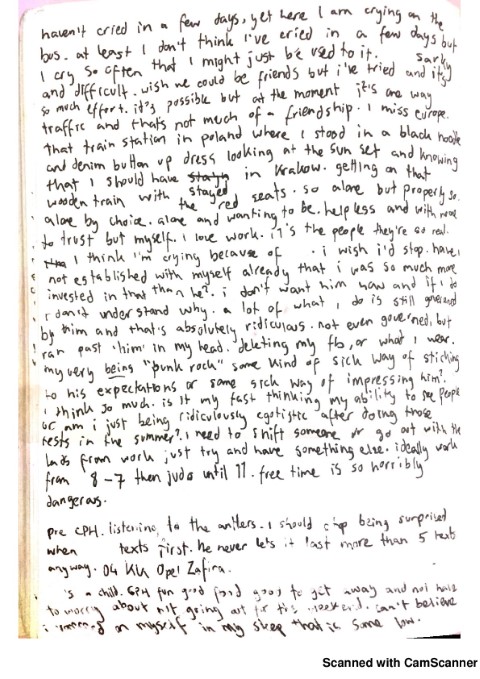 haven't cried in a few days, yet here I am crying on the
bus. at least I don't think I've cried in a few days but
I cry so often that I might just be used to it. sarky
and difficult. wish we could be friends but i've tried and it's
so much effort. it's possible but at the moment it's one way
traffic and thats not much of a friendship. I miss europe.
that train station in poland where I stood in a black hoodie
and denim button up dress looking at the sun set and knowing
that I should have stayed in Krakow. getting on that
wooden train with the red seats. so alone but properly so.
alone by choice. alone and wanting to be. helpless and with
to trust but myself. I love work. it's the people they're so real.
I think I'm crying because of . i wish i'd stop. have i
not established with myself already that i was so much more
invested in that than he?. i don't want him now and if i do
I don't understand why. a lot of what I do is still governed
by him and that's absolutely ridiculous. not even governed, but
ran past 'him' in my head. deleting my fb, or what I wear.
my very being "punk rock" some kind of sick way of sticking
to his expectations or some sick way of impressing him?
I think so much. is it my fast thinking my ability to see people
or am i just being ridiculously egotistic after doing those
tests in the summer?. I need to shift someone or go out with the
lads from work just try and have something else. ideally work
from 8-7 then judo until 11. free time is so horribly
dangerous.
pre CPH. listening to the antlers. I should stop being surprised
when texts first. He never lets it last more than 5 texts
anyway. 04 KK Opel Zafira.
's a child. CPH fun good food good to get away and not have
to worry about not going out for the weekend. can't believe
i on myself in my sleep that is some low.
Scanned with CamScanner